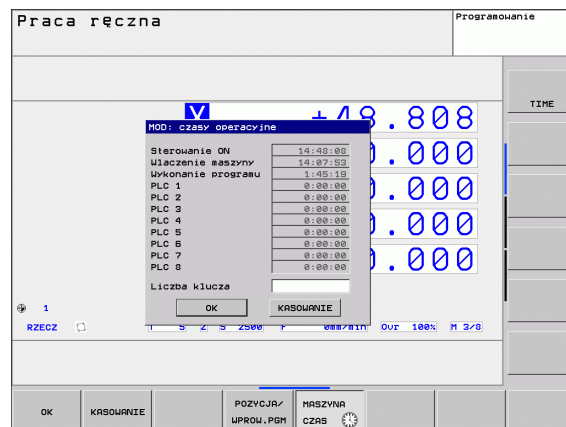 Praca ręczna
Programowanie
TIME
X +48.808
MOD: czasy operacyjne
Sterowanie ON 14:48:08
Wlaczenie maszyny 14:07:53
Wykonanie programu 1:45:19
PLC 1 0:00:00
PLC 2 0:00:00
PLC 3 0:00:00
PLC 4 0:00:00
PLC 5 0:00:00
PLC 6 0:00:00
PLC 7 0:00:00
PLC 8 0:00:00
Liczba klucza
OK KASOWANIE
.000
.000
.000
.000
1
RZECZ T 5 Z S 2500 F 0mm/min Ovr 100% M 3/8
OK KASOWANIE POZYCJA/ MASZYNA
WPROW.PGM CZAS